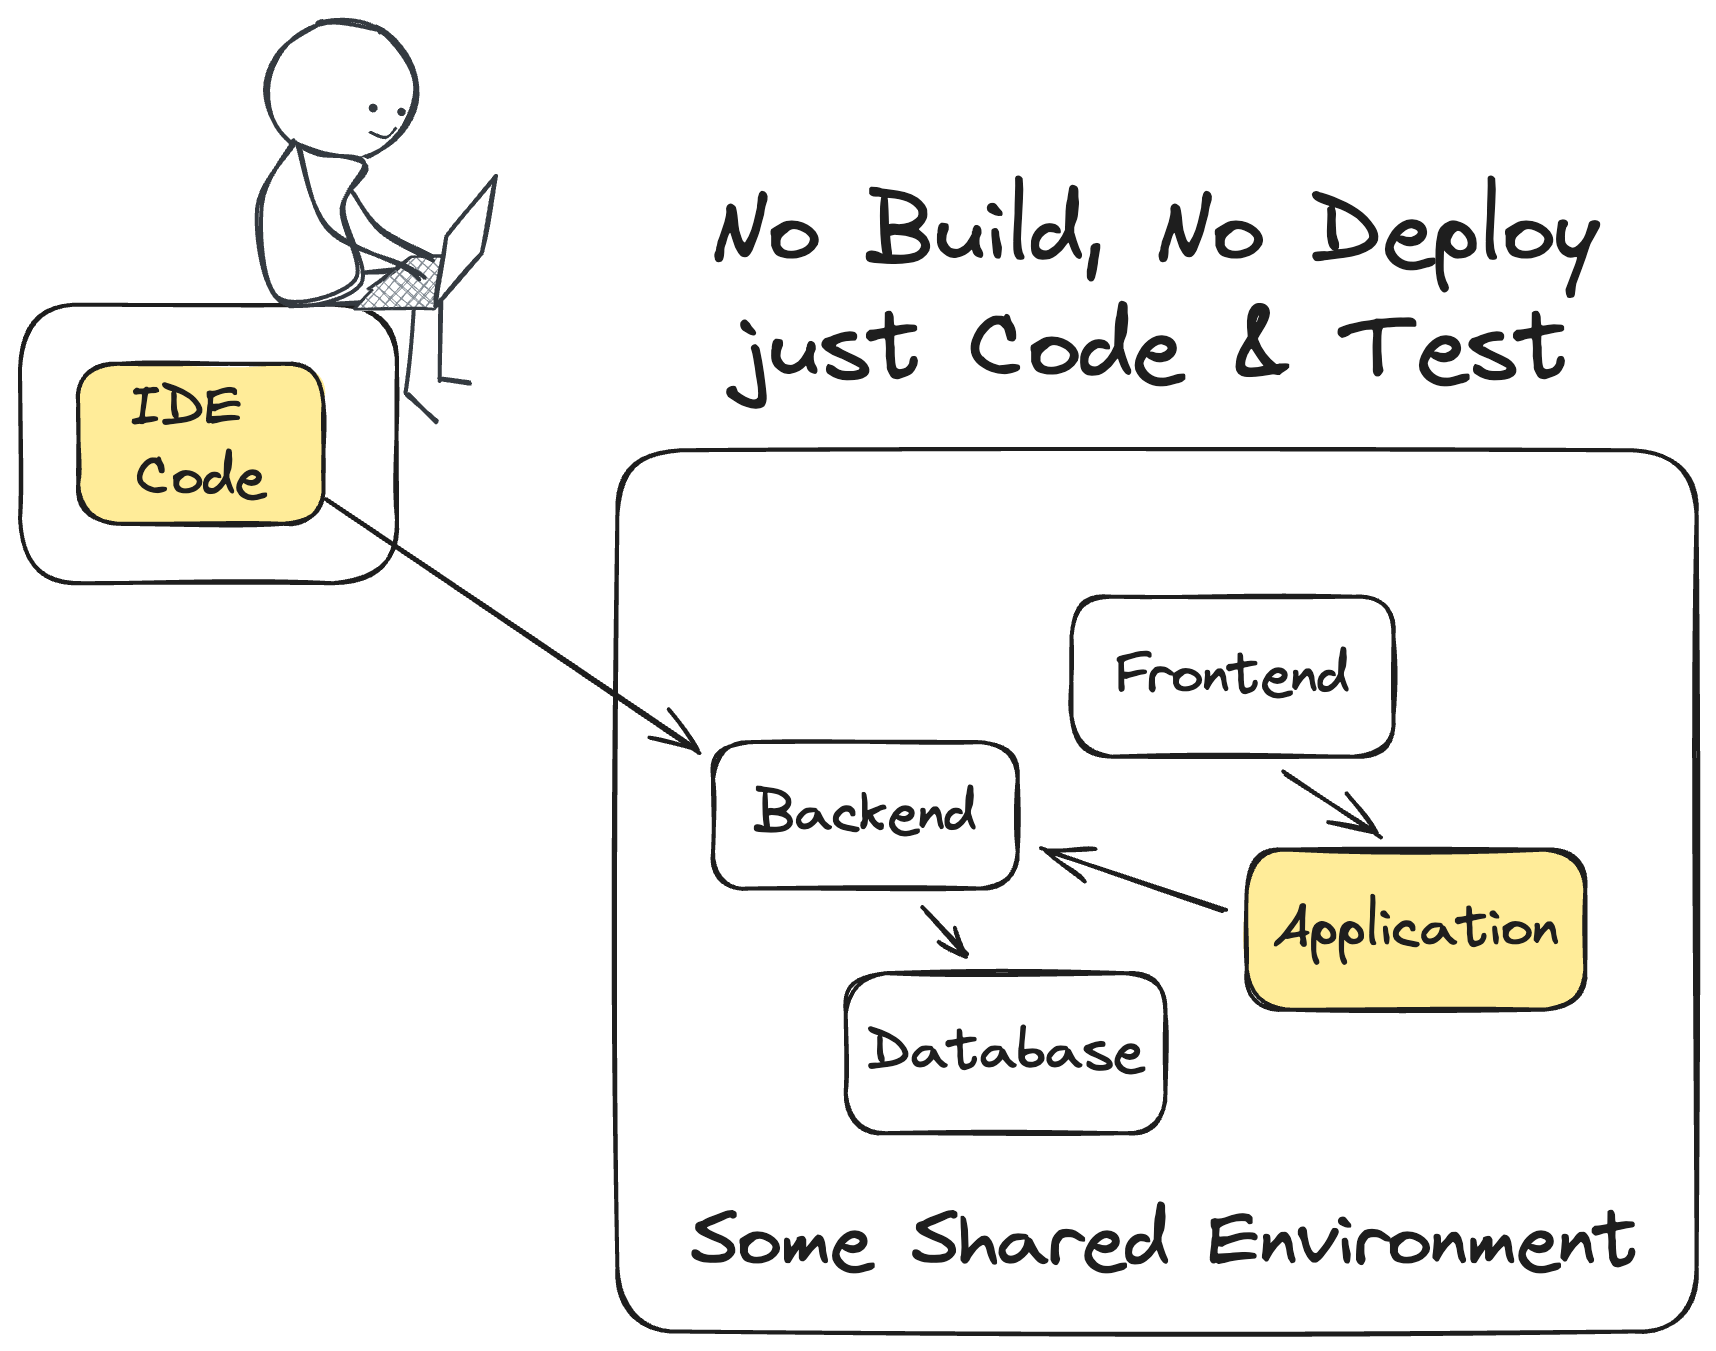 No Build, No Deploy
just Code & Test
IDE
Code
Frontend
Backend
Application
Database
Some Shared Environment